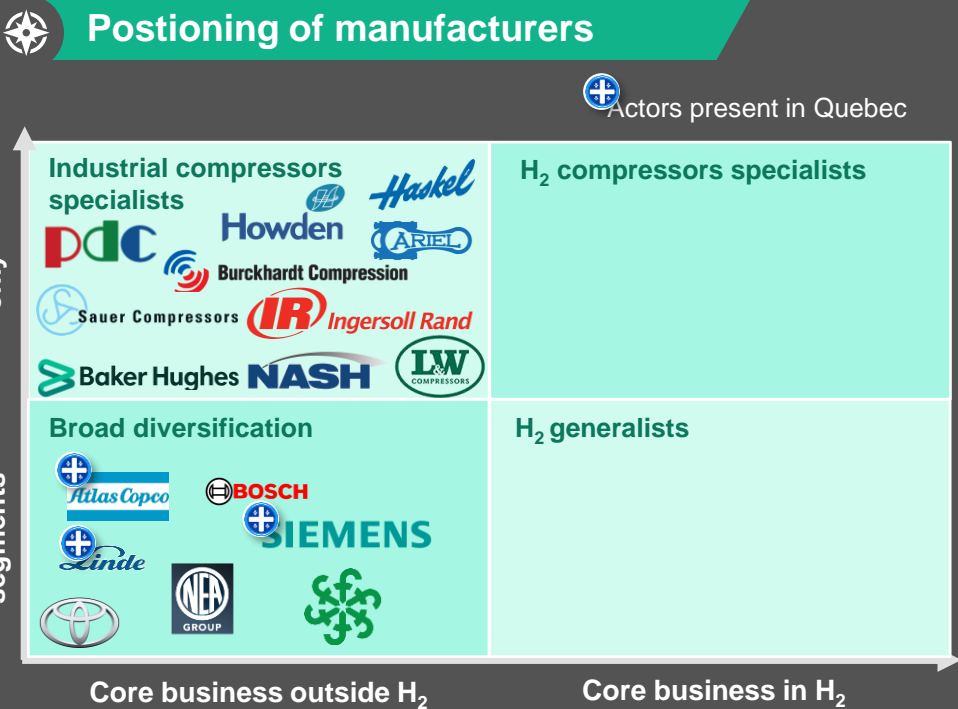 Postioning of manufacturers
Actors present in Quebec
Industrial compressors
specialists
Haskel
Howden
pdc
ARIEL
Burckhardt Compression
Sauer Compressors
IR Ingersoll Rand
Baker Hughes
NASH
L&W
COMPRESSORS
H₂ compressors specialists
Broad diversification
Atlas Copco
BOSCH
SIEMENS
Linde
NEA
GROUP
H₂ generalists
segments
Core business outside H₂
Core business in H₂